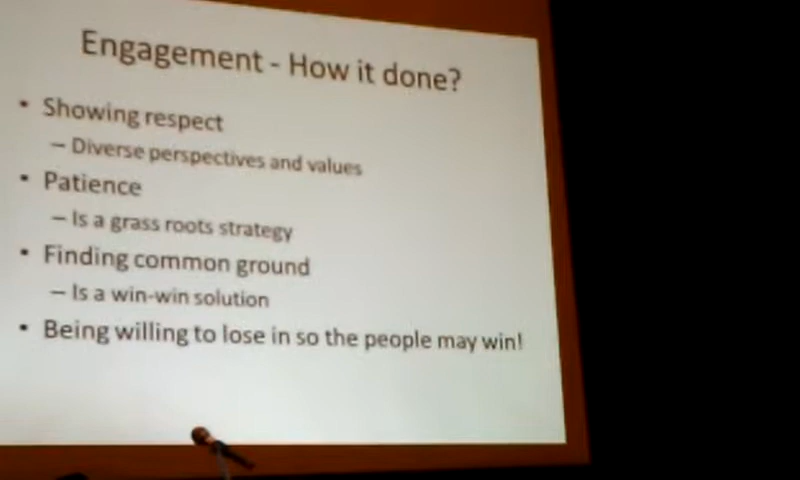 Engagement - How it done?
• Showing respect
– Diverse perspectives and values
• Patience
– Is a grass roots strategy
• Finding common ground
– Is a win-win solution
• Being willing to lose in so the people may win!